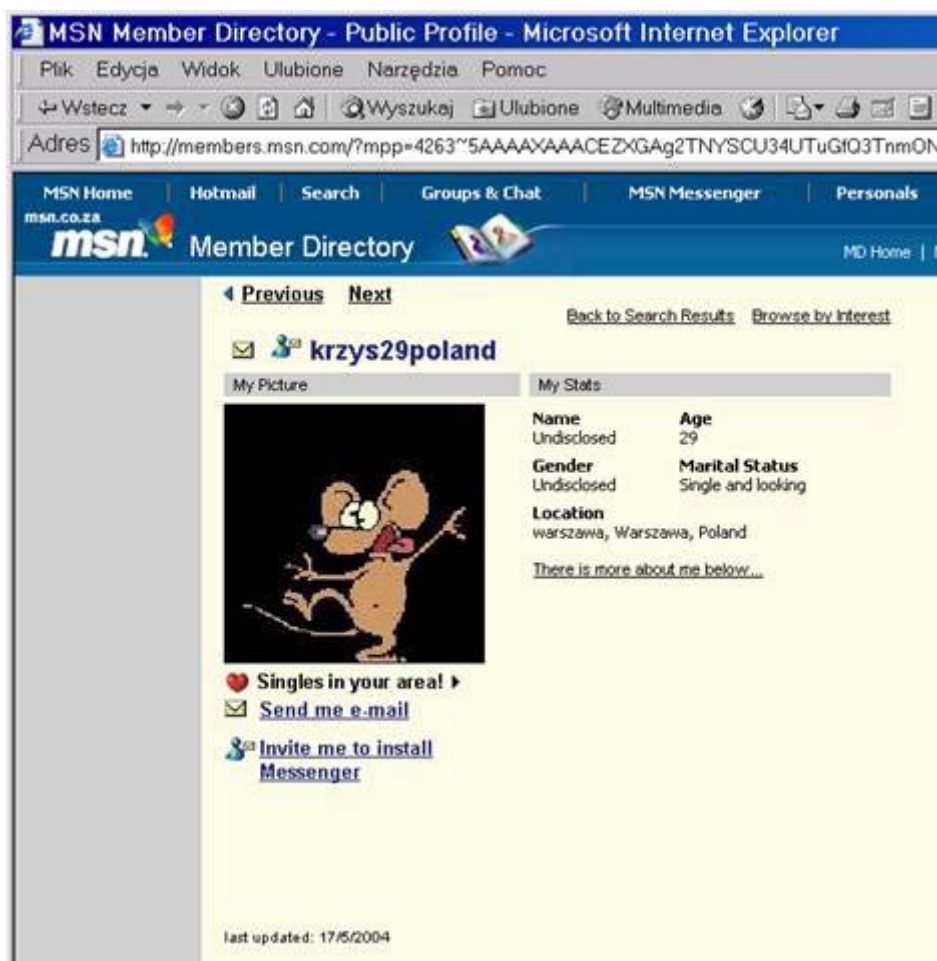 MSN Member Directory - Public Profile - Microsoft Internet Explorer
Plik Edycja Widok Ulubione Narzędzia Pomoc
Wstecz Wyszukaj Ulubione Multimedia
Adres http://members.msn.com/?mpp=4263~5AAAAXAAACEZXGAg2TNYSCU34UTuGfO3TnmON
MSN Home | Hotmail | Search | Groups & Chat | MSN Messenger | Personals
msn.co.za
msn Member Directory
MD Home |
Previous Next
Back to Search Results Browse by Interest
krzys29poland
My Picture My Stats
Name Age
Undisclosed 29
Gender Marital Status
Undisclosed Single and looking
Location
warszawa, Warszawa, Poland
There is more about me below...
Singles in your area!
Send me e-mail
Invite me to install
Messenger
last updated: 17/5/2004